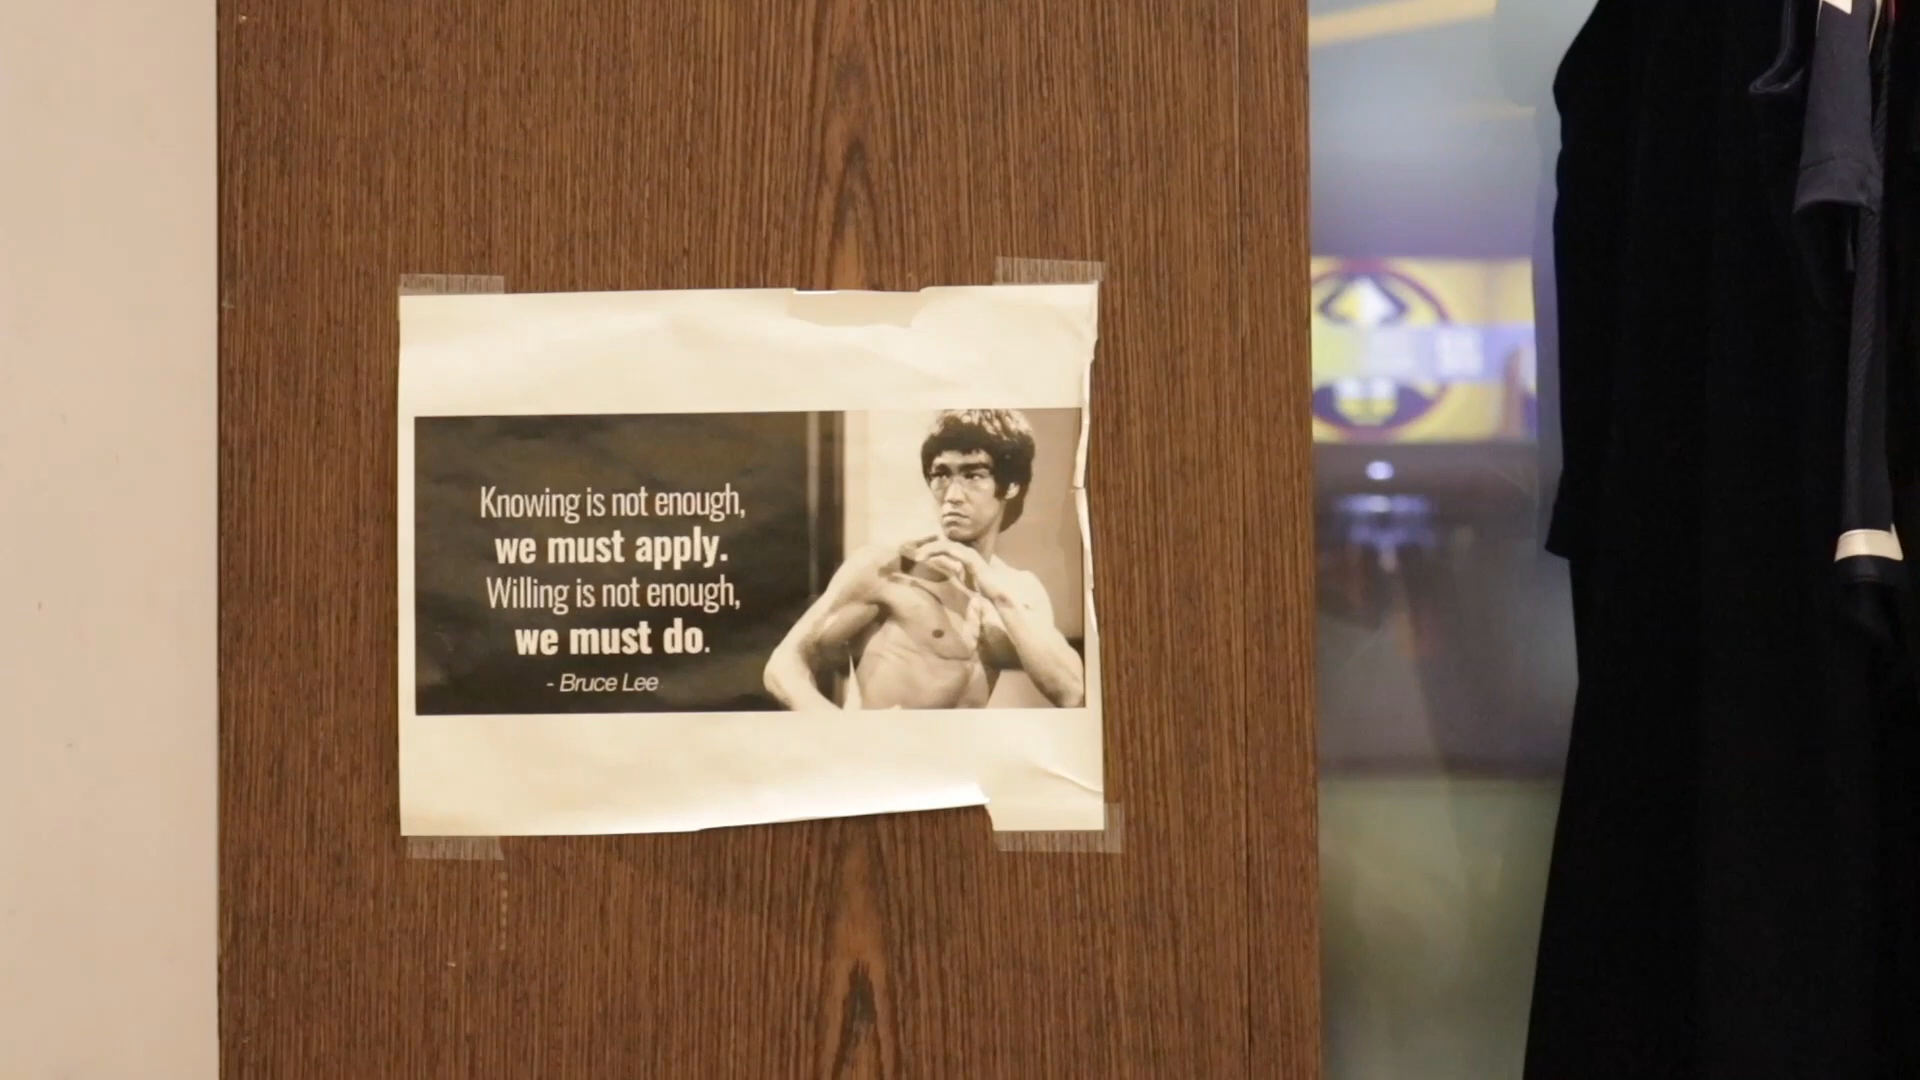 Knowing is not enough,
we must apply.
Willing is not enough,
we must do.
- Bruce Lee